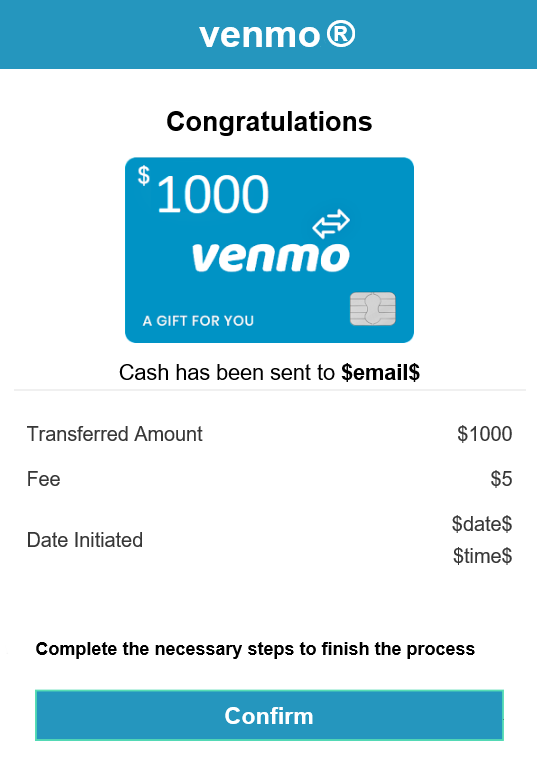 venmo ®
Congratulations
$ 1000
venmo
A GIFT FOR YOU
Cash has been sent to $email$
Transferred Amount $1000
Fee $5
Date Initiated $date$
$time$
Complete the necessary steps to finish the process
Confirm